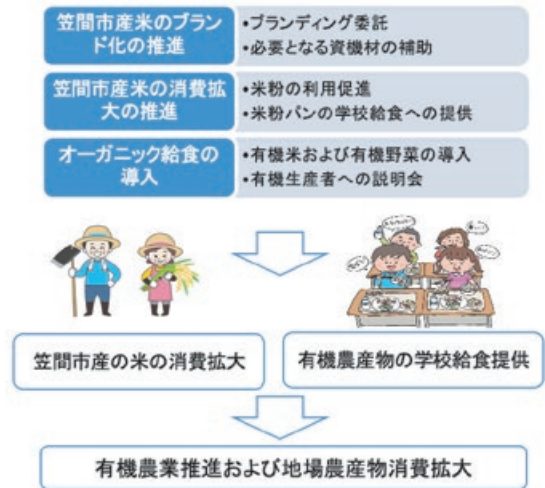 笠間市産米のブラン
ド化の推進
•ブランディング委託
•必要となる資機材の補助
笠間市産米の消費拡
大の推進
•米粉の利用促進
•米粉パンの学校給食への提供
オーガニック給食の
導入
•有機米および有機野菜の導入
•有機生産者への説明会
笠間市産の米の消費拡大
有機農産物の学校給食提供
有機農業推進および地場農産物消費拡大